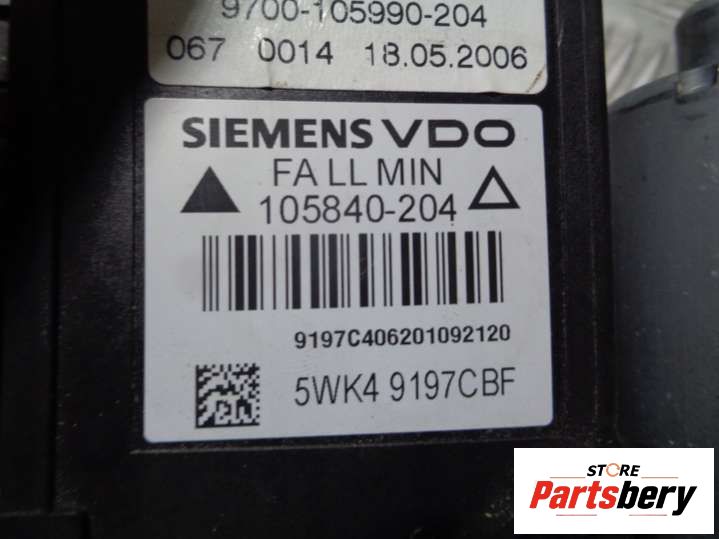 9700-105990-204
067 0014 18.05.2006
SIEMENS VDO
FA LL MIN
105840-204
9197C406201092120
5WK4 9197CBF
STORE
Partsbery